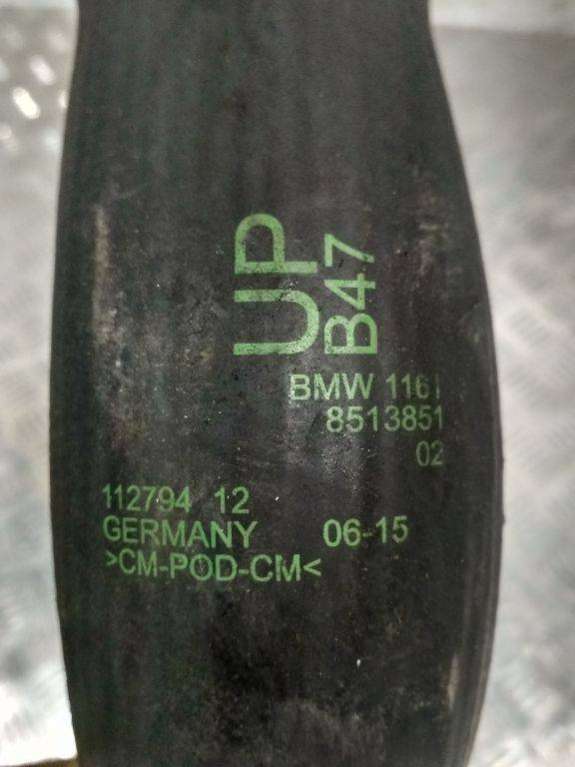 UP
B47
BMW 1161
8513851
02
112794 12
GERMANY 06-15
>CM-POD-CM<